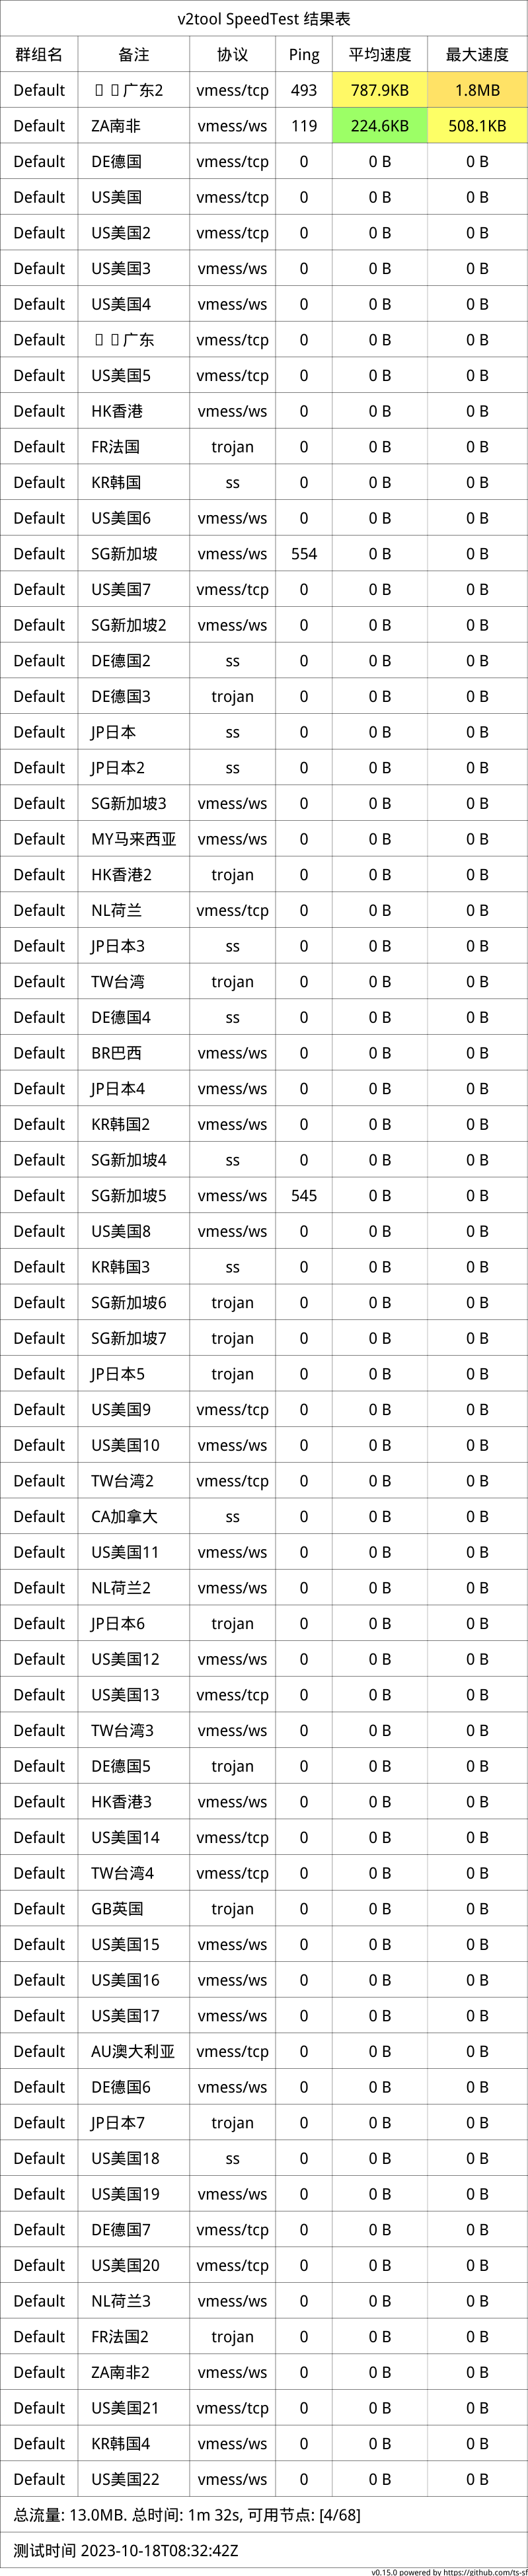 v2tool SpeedTest 结果表
群组名 备注 协议 Ping 平均速度 最大速度
Default 广东2 vmess/tcp 493 787.9KB 1.8MB
Default ZA南非 vmess/ws 119 224.6KB 508.1KB
Default DE德国 vmess/tcp 0 0 B 0 B
Default US美国 vmess/tcp 0 0 B 0 B
Default US美国2 vmess/tcp 0 0 B 0 B
Default US美国3 vmess/ws 0 0 B 0 B
Default US美国4 vmess/ws 0 0 B 0 B
Default 广东 vmess/tcp 0 0 B 0 B
Default US美国5 vmess/tcp 0 0 B 0 B
Default HK香港 vmess/ws 0 0 B 0 B
Default FR法国 trojan 0 0 B 0 B
Default KR韩国 ss 0 0 B 0 B
Default US美国6 vmess/ws 0 0 B 0 B
Default SG新加坡 vmess/ws 554 0 B 0 B
Default US美国7 vmess/tcp 0 0 B 0 B
Default SG新加坡2 vmess/ws 0 0 B 0 B
Default DE德国2 ss 0 0 B 0 B
Default DE德国3 trojan 0 0 B 0 B
Default JP日本 ss 0 0 B 0 B
Default JP日本2 ss 0 0 B 0 B
Default SG新加坡3 vmess/ws 0 0 B 0 B
Default MY马来西亚 vmess/ws 0 0 B 0 B
Default HK香港2 trojan 0 0 B 0 B
Default NL荷兰 vmess/tcp 0 0 B 0 B
Default JP日本3 ss 0 0 B 0 B
Default TW台湾 trojan 0 0 B 0 B
Default DE德国4 ss 0 0 B 0 B
Default BR巴西 vmess/ws 0 0 B 0 B
Default JP日本4 vmess/ws 0 0 B 0 B
Default KR韩国2 vmess/ws 0 0 B 0 B
Default SG新加坡4 ss 0 0 B 0 B
Default SG新加坡5 vmess/ws 545 0 B 0 B
Default US美国8 vmess/ws 0 0 B 0 B
Default KR韩国3 ss 0 0 B 0 B
Default SG新加坡6 trojan 0 0 B 0 B
Default SG新加坡7 trojan 0 0 B 0 B
Default JP日本5 trojan 0 0 B 0 B
Default US美国9 vmess/tcp 0 0 B 0 B
Default US美国10 vmess/ws 0 0 B 0 B
Default TW台湾2 vmess/tcp 0 0 B 0 B
Default CA加拿大 ss 0 0 B 0 B
Default US美国11 vmess/ws 0 0 B 0 B
Default NL荷兰2 vmess/ws 0 0 B 0 B
Default JP日本6 trojan 0 0 B 0 B
Default US美国12 vmess/ws 0 0 B 0 B
Default US美国13 vmess/tcp 0 0 B 0 B
Default TW台湾3 vmess/ws 0 0 B 0 B
Default DE德国5 trojan 0 0 B 0 B
Default HK香港3 vmess/ws 0 0 B 0 B
Default US美国14 vmess/tcp 0 0 B 0 B
Default TW台湾4 vmess/tcp 0 0 B 0 B
Default GB英国 trojan 0 0 B 0 B
Default US美国15 vmess/ws 0 0 B 0 B
Default US美国16 vmess/ws 0 0 B 0 B
Default US美国17 vmess/ws 0 0 B 0 B
Default AU澳大利亚 vmess/tcp 0 0 B 0 B
Default DE德国6 vmess/ws 0 0 B 0 B
Default JP日本7 trojan 0 0 B 0 B
Default US美国18 ss 0 0 B 0 B
Default US美国19 vmess/ws 0 0 B 0 B
Default DE德国7 vmess/tcp 0 0 B 0 B
Default US美国20 vmess/tcp 0 0 B 0 B
Default NL荷兰3 vmess/ws 0 0 B 0 B
Default FR法国2 trojan 0 0 B 0 B
Default ZA南非2 vmess/ws 0 0 B 0 B
Default US美国21 vmess/tcp 0 0 B 0 B
Default KR韩国4 vmess/ws 0 0 B 0 B
Default US美国22 vmess/ws 0 0 B 0 B
总流量: 13.0MB. 总时间: 1m 32s, 可用节点: [4/68]
测试时间 2023-10-18T08:32:42Z
v0.15.0 powered by https://github.com/ts-sf